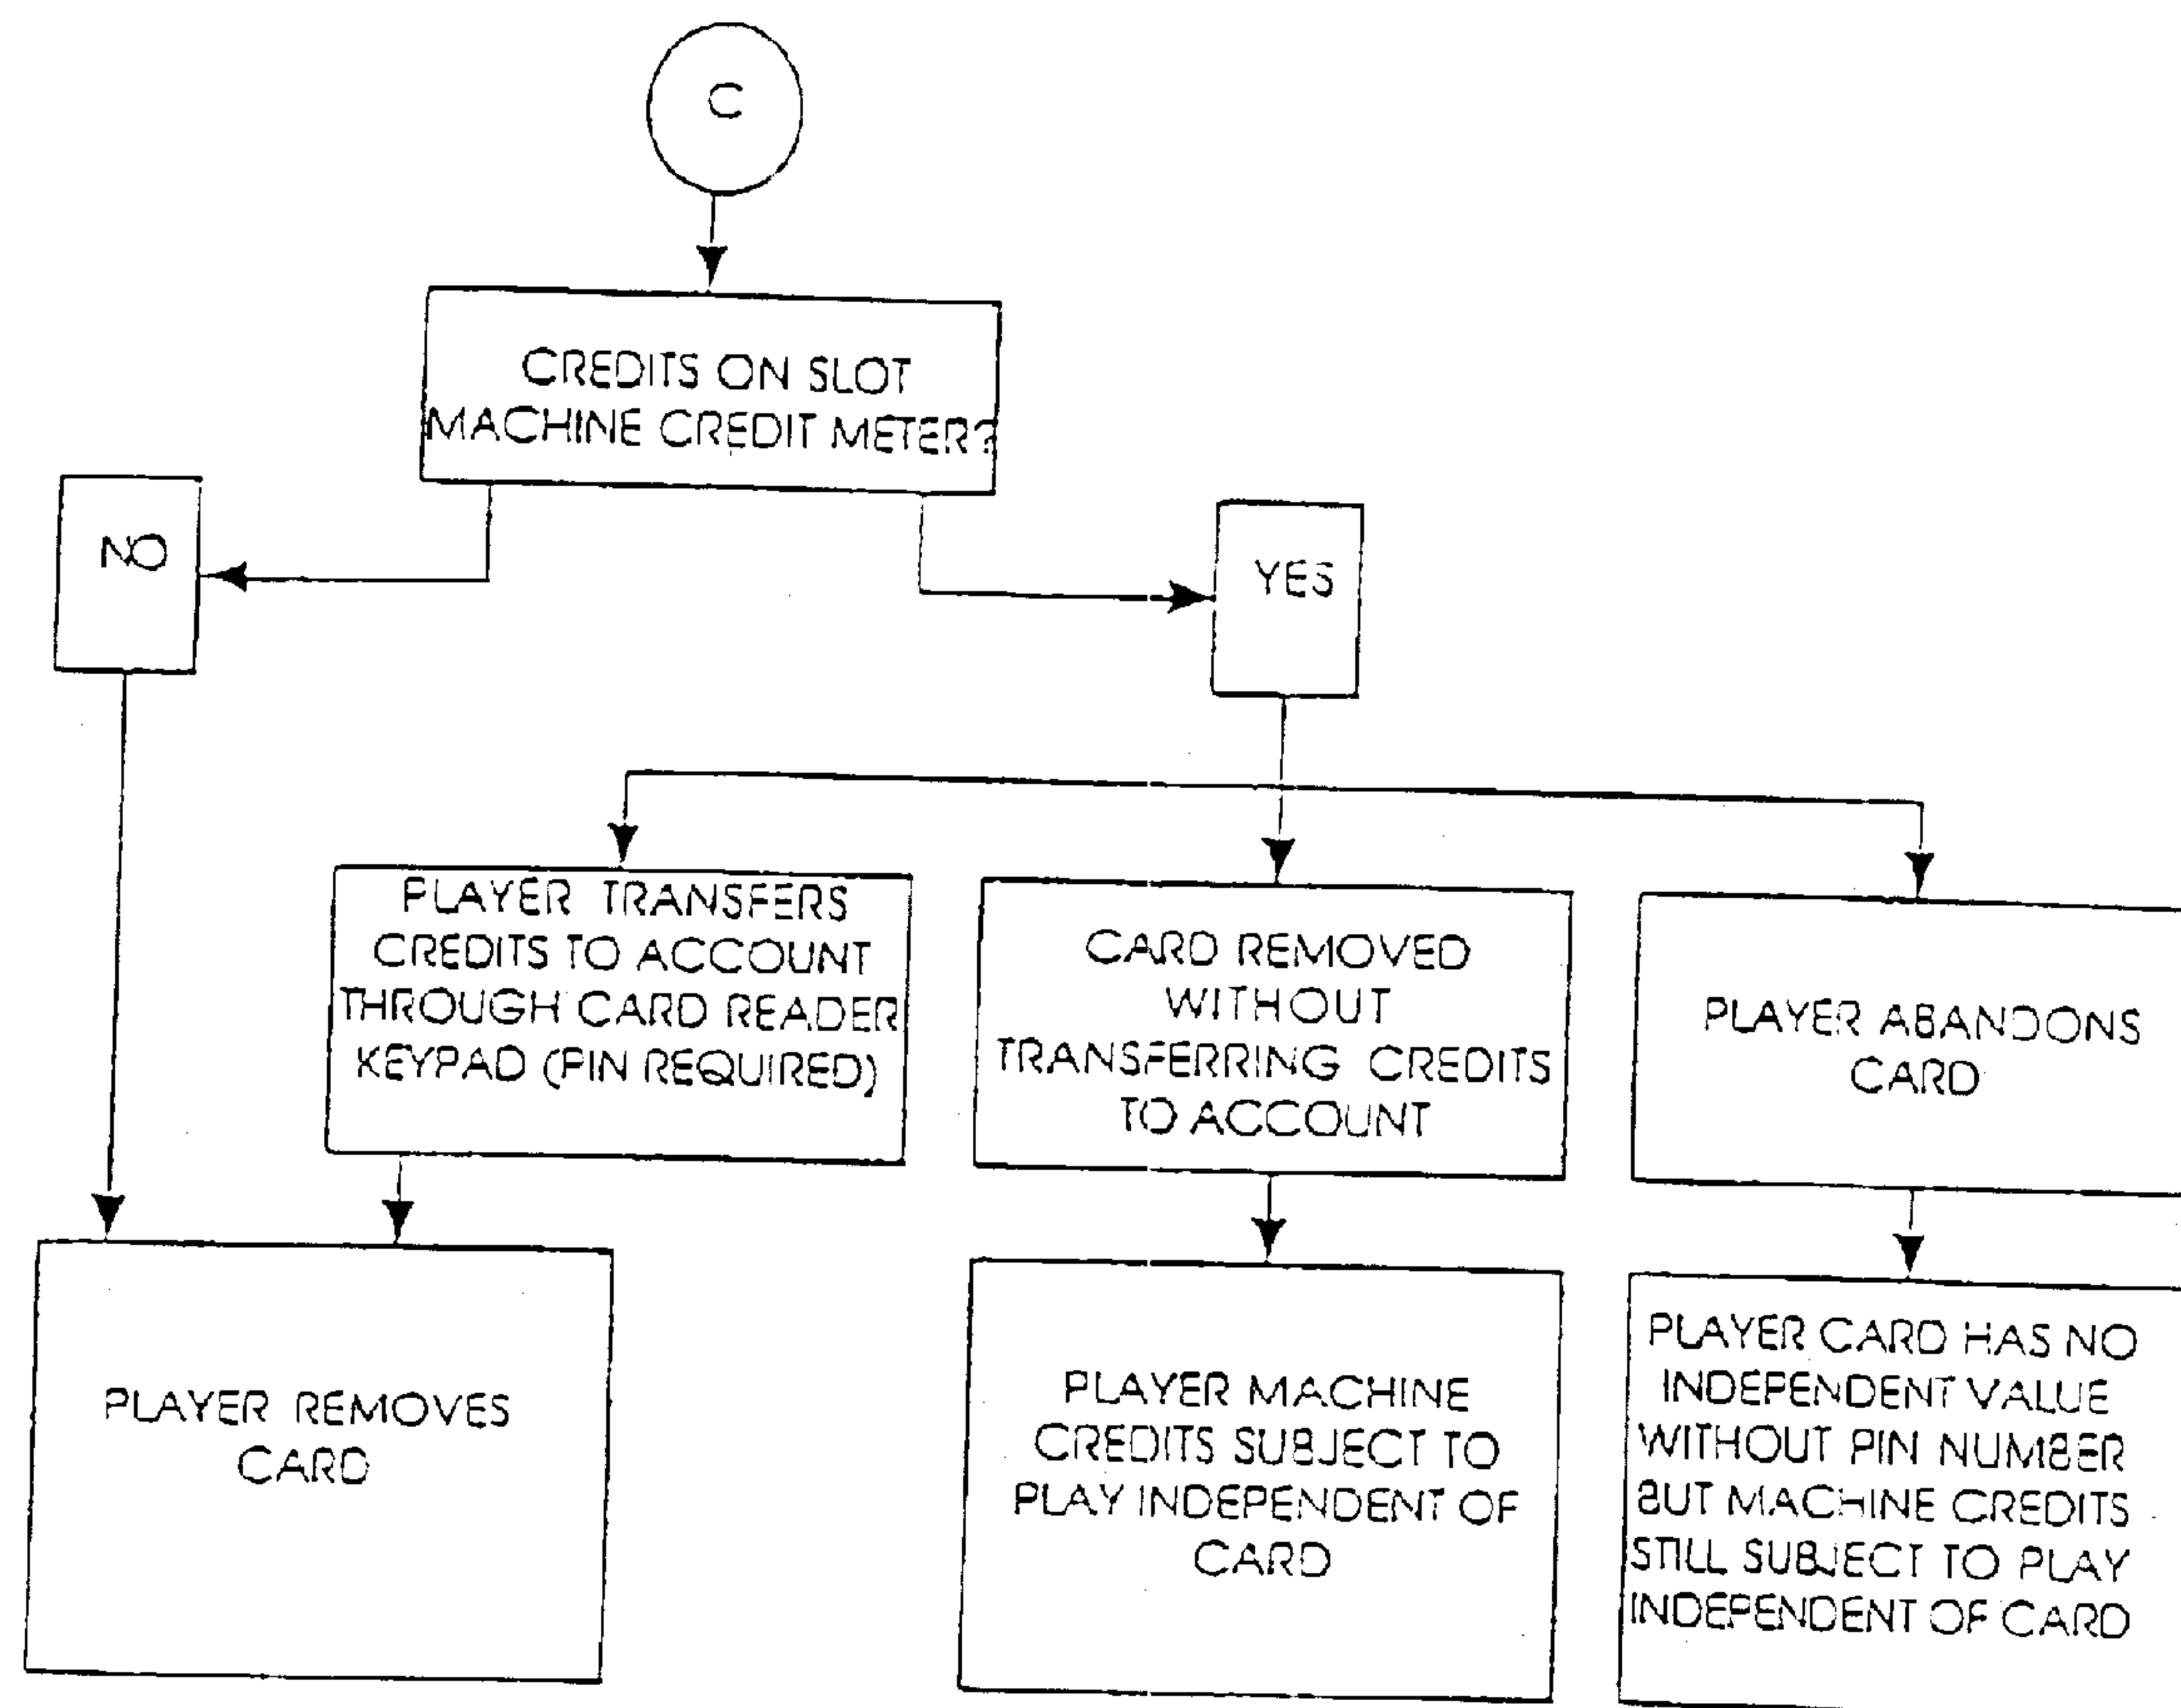 C
CREDITS ON SLOT
MACHINE CREDIT METER?
NO
YES
PLAYER TRANSFERS
CREDITS TO ACCOUNT
THROUGH CARD READER
KEYPAD (PIN REQUIRED)
CARD REMOVED
WITHOUT
TRANSFERRING CREDITS
TO ACCOUNT
PLAYER ABANDONS
CARD
PLAYER REMOVES
CARD
PLAYER MACHINE
CREDITS SUBJECT TO
PLAY INDEPENDENT OF
CARD
PLAYER CARD HAS NO
INDEPENDENT VALUE
WITHOUT PIN NUMBER
BUT MACHINE CREDITS
STILL SUBJECT TO PLAY
INDEPENDENT OF CARD